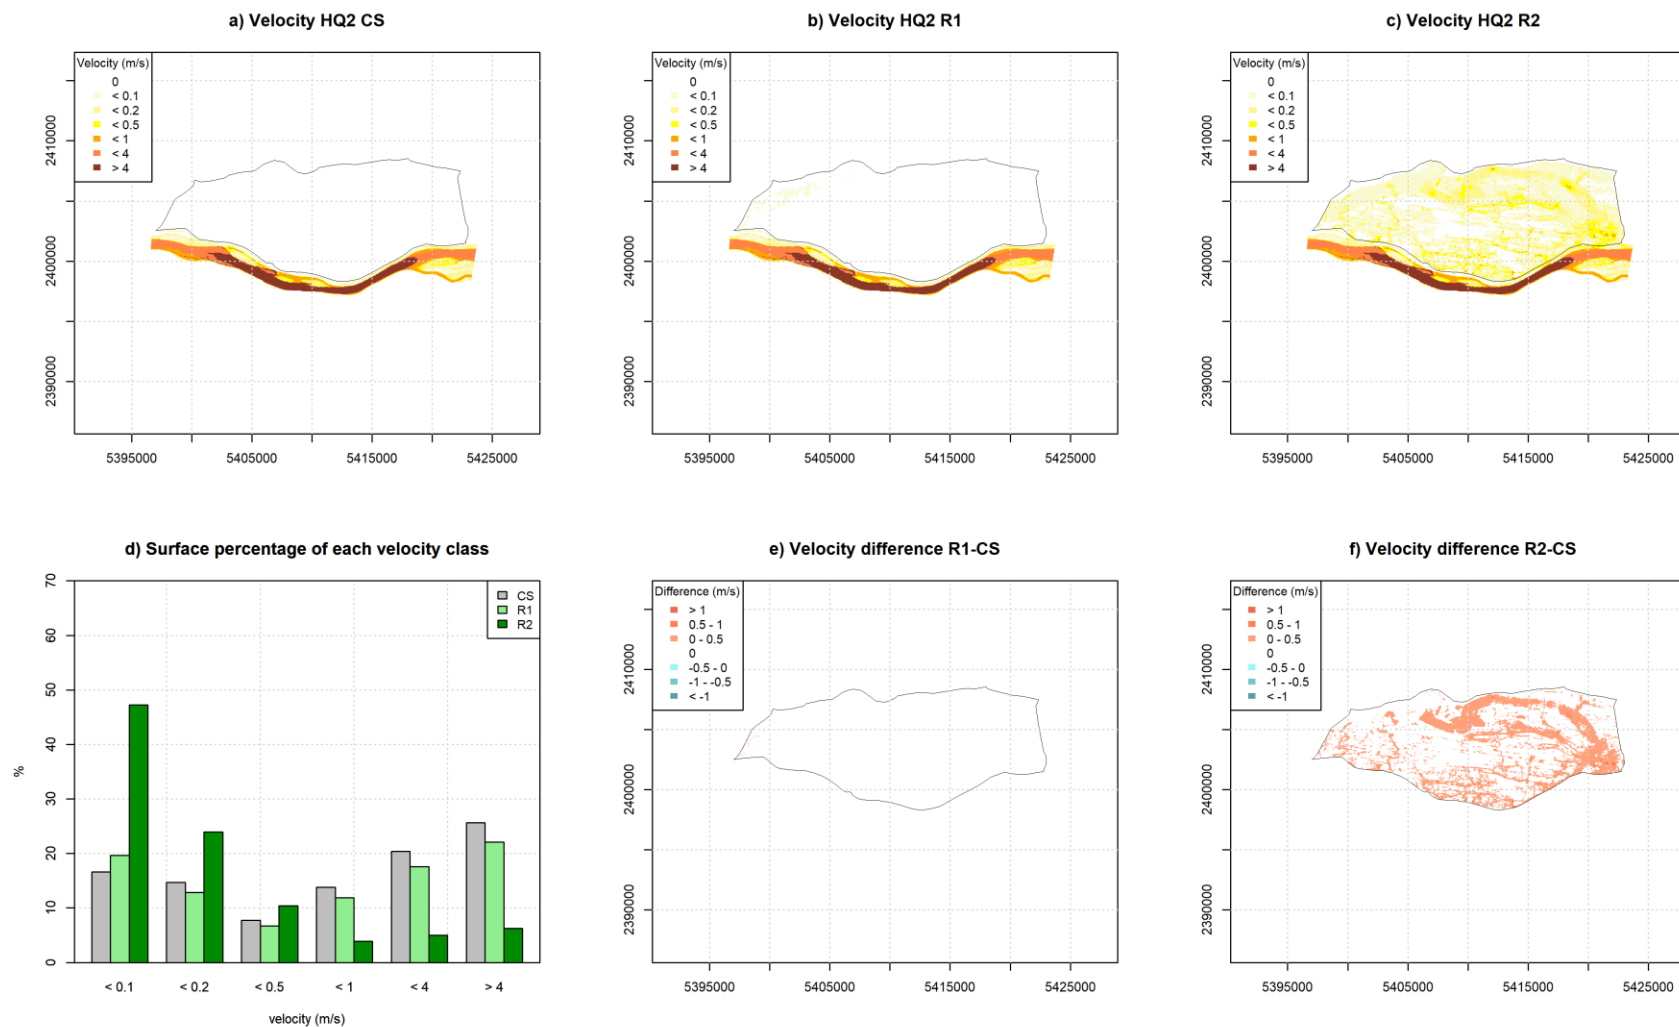 a) Velocity HQ2 CS
Velocity (m/s)
0
< 0.1
< 0.2
< 0.5
< 1
< 4
> 4
2410000
2400000
2390000
5395000 5405000 5415000 5425000
b) Velocity HQ2 R1
Velocity (m/s)
0
< 0.1
< 0.2
< 0.5
< 1
< 4
> 4
2410000
2400000
2390000
5395000 5405000 5415000 5425000
c) Velocity HQ2 R2
Velocity (m/s)
0
< 0.1
< 0.2
< 0.5
< 1
< 4
> 4
2410000
2400000
2390000
5395000 5405000 5415000 5425000
d) Surface percentage of each velocity class
CS
R1
R2
70
60
50
40
30
20
10
0
%
< 0.1 < 0.2 < 0.5 < 1 < 4 > 4
velocity (m/s)
e) Velocity difference R1-CS
Difference (m/s)
> 1
0.5 - 1
0 - 0.5
0
-0.5 - 0
-1 - -0.5
< -1
2410000
2400000
2390000
5395000 5405000 5415000 5425000
f) Velocity difference R2-CS
Difference (m/s)
> 1
0.5 - 1
0 - 0.5
0
-0.5 - 0
-1 - -0.5
< -1
2410000
2400000
2390000
5395000 5405000 5415000 5425000